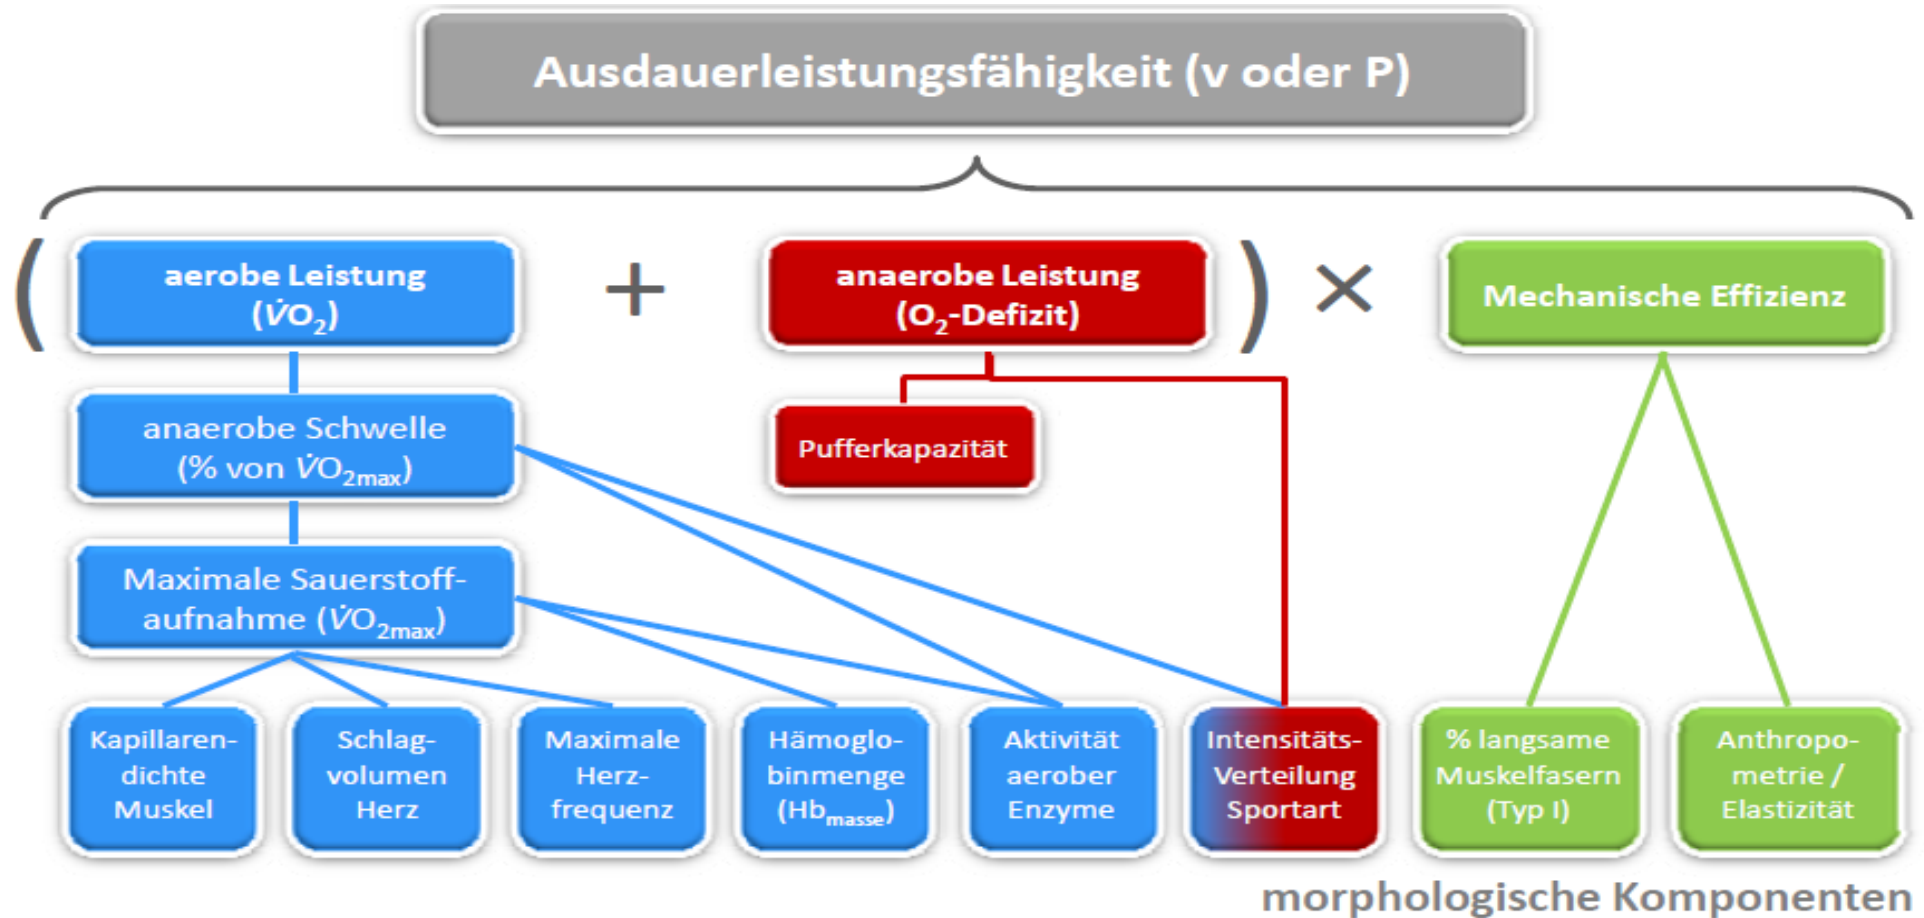 Ausdauerleistungsfähigkeit (v oder P)
(
aerobe Leistung
(V̇O₂)
+
anaerobe Leistung
(O₂-Defizit)
)
×
Mechanische Effizienz
anaerobe Schwelle
(% von V̇O₂max)
Pufferkapazität
Maximale Sauerstoff-
aufnahme (V̇O₂max)
Kapillaren-
dichte
Muskel
Schlag-
volumen
Herz
Maximale
Herz-
frequenz
Hämoglo-
binmenge
(Hbmasse)
Aktivität
aerober
Enzyme
Intensitäts-
Verteilung
Sportart
% langsame
Muskelfasern
(Typ I)
Anthropo-
metrie /
Elastizität
morphologische Komponenten